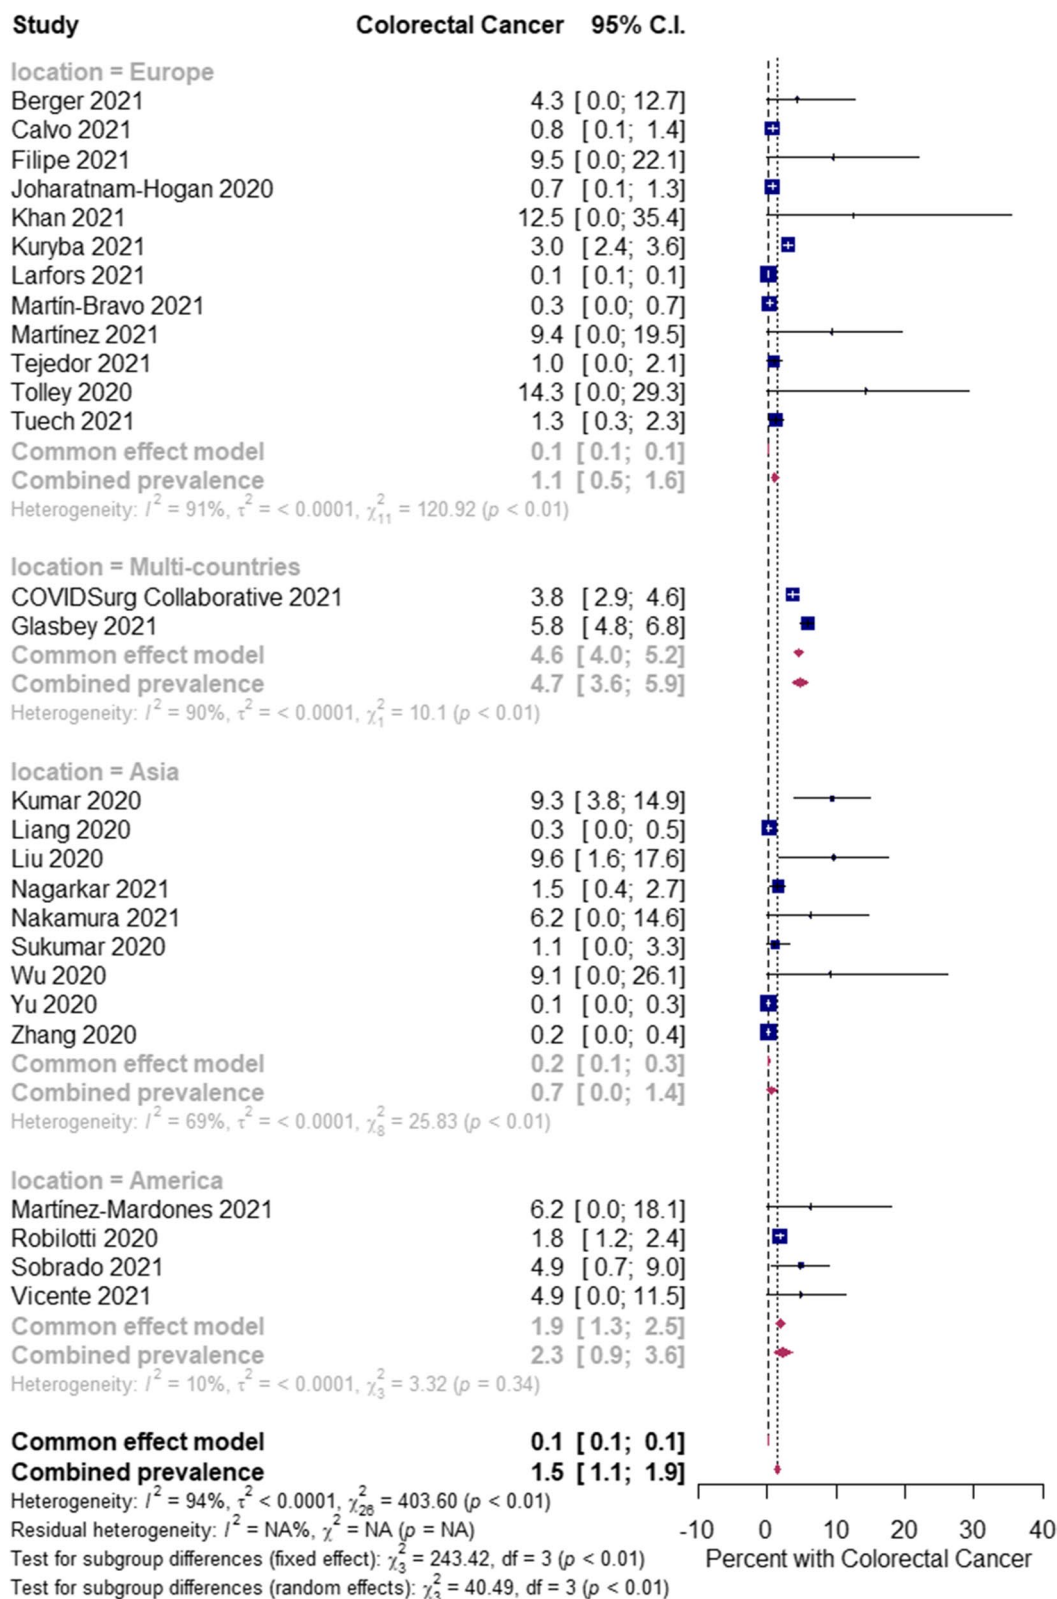 Study Colorectal Cancer 95% C.I.
location = Europe
Berger 2021 4.3 [ 0.0; 12.7]
Calvo 2021 0.8 [ 0.1; 1.4]
Filipe 2021 9.5 [ 0.0; 22.1]
Joharatnam-Hogan 2020 0.7 [ 0.1; 1.3]
Khan 2021 12.5 [ 0.0; 35.4]
Kuryba 2021 3.0 [ 2.4; 3.6]
Larfors 2021 0.1 [ 0.1; 0.1]
Martín-Bravo 2021 0.3 [ 0.0; 0.7]
Martínez 2021 9.4 [ 0.0; 19.5]
Tejedor 2021 1.0 [ 0.0; 2.1]
Tolley 2020 14.3 [ 0.0; 29.3]
Tuech 2021 1.3 [ 0.3; 2.3]
Common effect model 0.1 [ 0.1; 0.1]
Combined prevalence 1.1 [ 0.5; 1.6]
Heterogeneity: I² = 91%, τ² = < 0.0001, χ²₁₁ = 120.92 (p < 0.01)
location = Multi-countries
COVIDSurg Collaborative 2021 3.8 [ 2.9; 4.6]
Glasbey 2021 5.8 [ 4.8; 6.8]
Common effect model 4.6 [ 4.0; 5.2]
Combined prevalence 4.7 [ 3.6; 5.9]
Heterogeneity: I² = 90%, τ² = < 0.0001, χ²₁ = 10.1 (p < 0.01)
location = Asia
Kumar 2020 9.3 [ 3.8; 14.9]
Liang 2020 0.3 [ 0.0; 0.5]
Liu 2020 9.6 [ 1.6; 17.6]
Nagarkar 2021 1.5 [ 0.4; 2.7]
Nakamura 2021 6.2 [ 0.0; 14.6]
Sukumar 2020 1.1 [ 0.0; 3.3]
Wu 2020 9.1 [ 0.0; 26.1]
Yu 2020 0.1 [ 0.0; 0.3]
Zhang 2020 0.2 [ 0.0; 0.4]
Common effect model 0.2 [ 0.1; 0.3]
Combined prevalence 0.7 [ 0.0; 1.4]
Heterogeneity: I² = 69%, τ² = < 0.0001, χ²₈ = 25.83 (p < 0.01)
location = America
Martínez-Mardones 2021 6.2 [ 0.0; 18.1]
Robilotti 2020 1.8 [ 1.2; 2.4]
Sobrado 2021 4.9 [ 0.7; 9.0]
Vicente 2021 4.9 [ 0.0; 11.5]
Common effect model 1.9 [ 1.3; 2.5]
Combined prevalence 2.3 [ 0.9; 3.6]
Heterogeneity: I² = 10%, τ² = < 0.0001, χ²₃ = 3.32 (p = 0.34)
Common effect model 0.1 [ 0.1; 0.1]
Combined prevalence 1.5 [ 1.1; 1.9]
Heterogeneity: I² = 94%, τ² < 0.0001, χ²₂₆ = 403.60 (p < 0.01)
Residual heterogeneity: I² = NA%, χ² = NA (p = NA)
Test for subgroup differences (fixed effect): χ²₃ = 243.42, df = 3 (p < 0.01)
Test for subgroup differences (random effects): χ²₃ = 40.49, df = 3 (p < 0.01)
-10 0 10 20 30 40
Percent with Colorectal Cancer